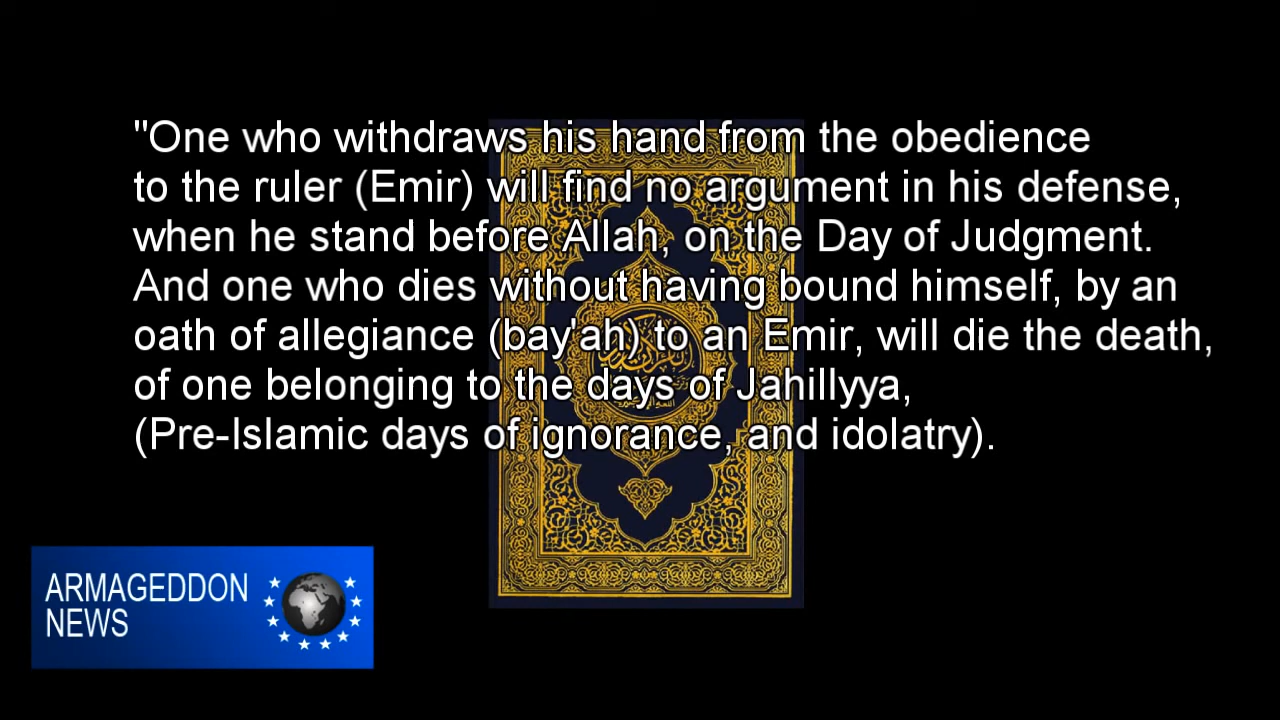 "One who withdraws his hand from the obedience
to the ruler (Emir) will find no argument in his defense,
when he stand before Allah, on the Day of Judgment.
And one who dies without having bound himself, by an
oath of allegiance (bay'ah) to an Emir, will die the death,
of one belonging to the days of Jahillyya,
(Pre-Islamic days of ignorance, and idolatry).
ARMAGEDDON
NEWS